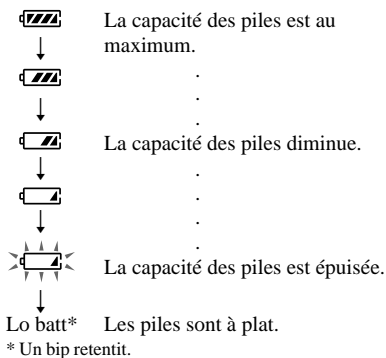 La capacité des piles est au
maximum.
.
.
.
La capacité des piles diminue.
.
.
.
.
La capacité des piles est épuisée.
Lo batt* Les piles sont à plat.
* Un bip retentit.